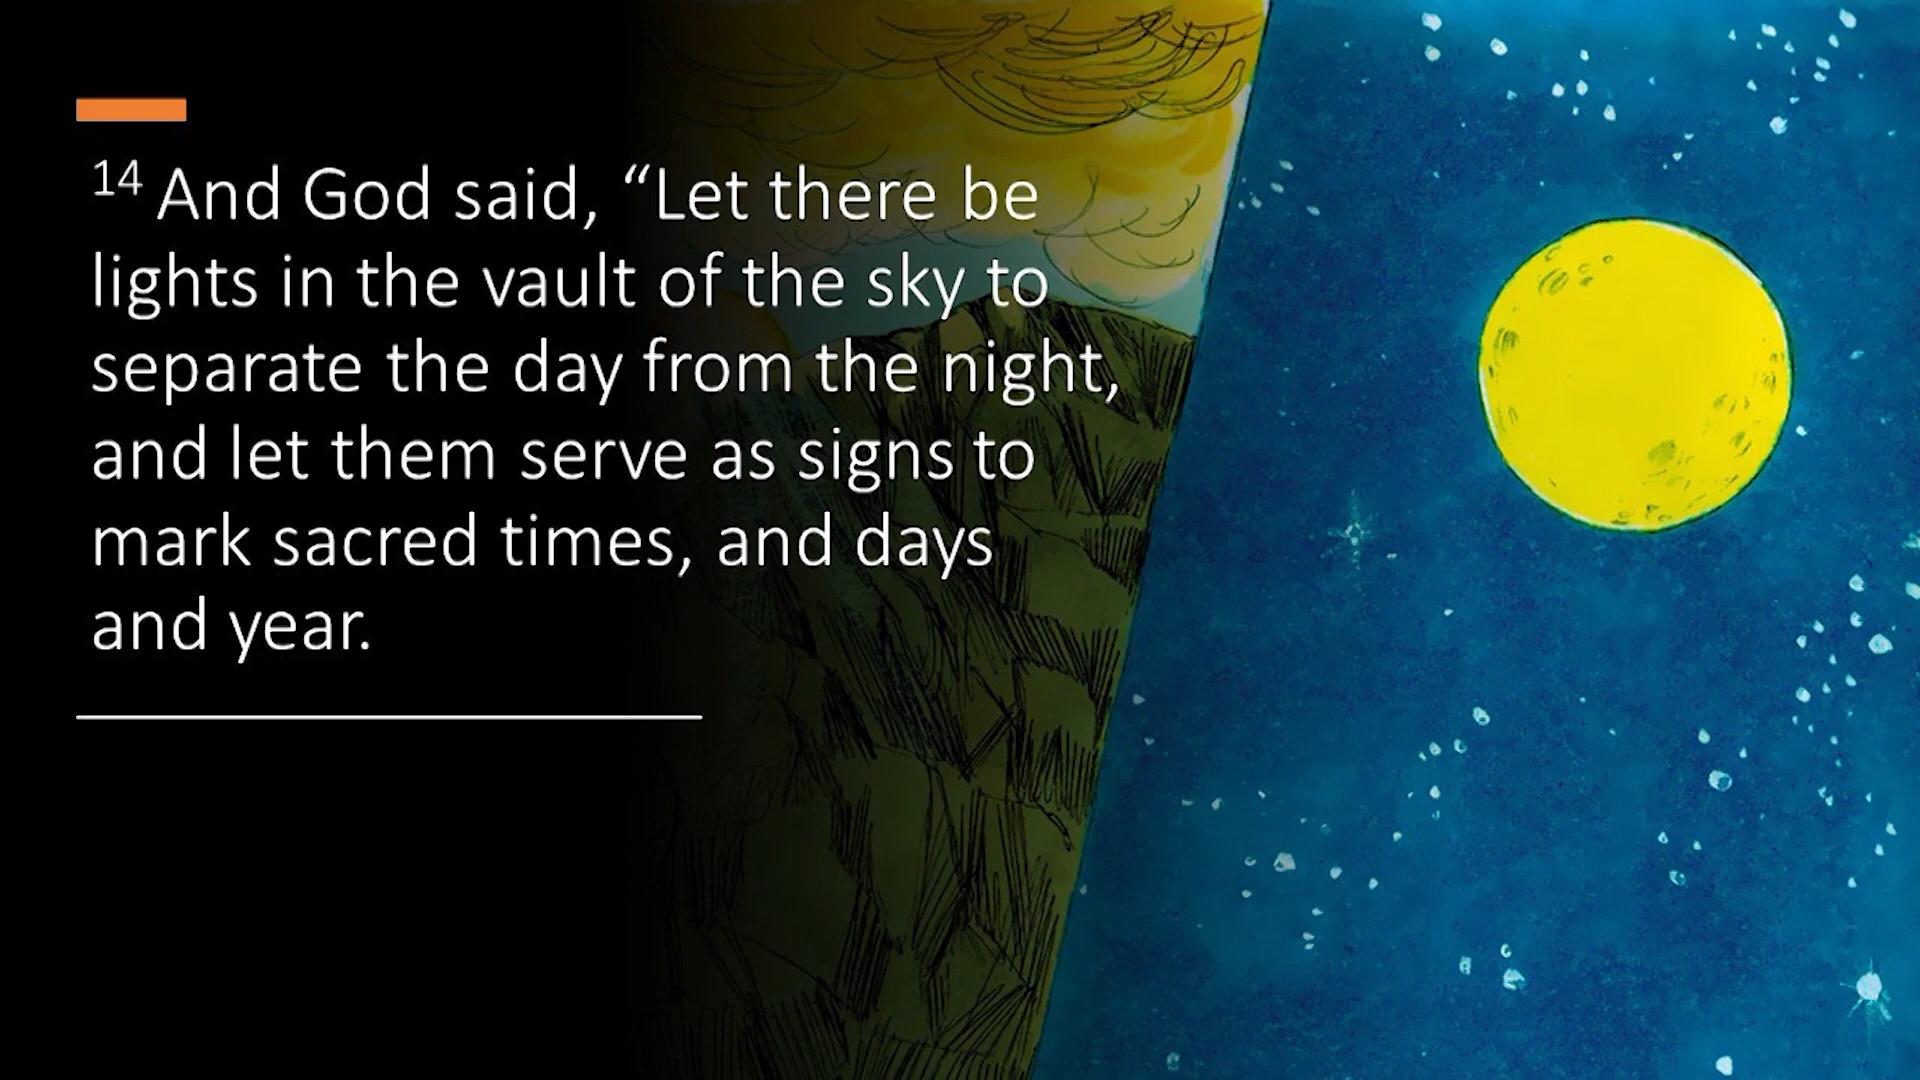 14 And God said, “Let there be
lights in the vault of the sky to
separate the day from the night,
and let them serve as signs to
mark sacred times, and days
and year.